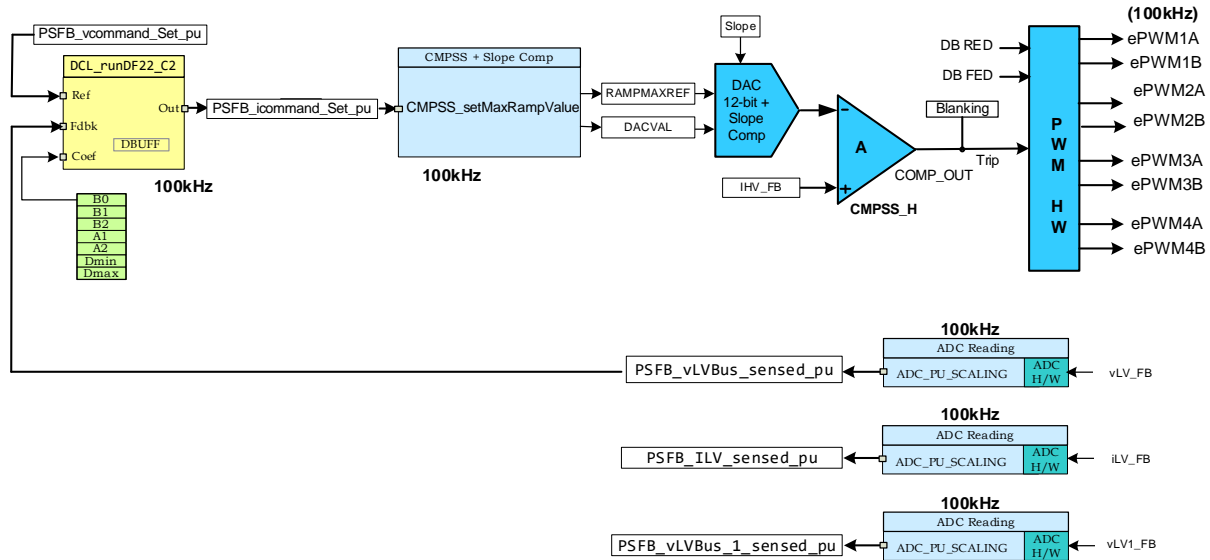 (100kHz)
PSFB_vcommand_Set_pu
DCL_runDF22_C2
Ref
Fdbk
Coef
Out
DBUFF
100kHz
B0
B1
B2
A1
A2
Dmin
Dmax
PSFB_icommand_Set_pu
CMPSS + Slope Comp
CMPSS_setMaxRampValue
100kHz
RAMPMAXREF
DACVAL
Slope
DAC
12-bit +
Slope
Comp
IHV_FB
-
+
A
CMPSS_H
COMP_OUT
Blanking
Trip
DB RED
DB FED
P
W
M
H
W
ePWM1A
ePWM1B
ePWM2A
ePWM2B
ePWM3A
ePWM3B
ePWM4A
ePWM4B
100kHz
ADC Reading
PSFB_vLVBus_sensed_pu
ADC_PU_SCALING
ADC
H/W
vLV_FB
100kHz
ADC Reading
PSFB_ILV_sensed_pu
ADC_PU_SCALING
ADC
H/W
iLV_FB
100kHz
ADC Reading
PSFB_vLVBus_1_sensed_pu
ADC_PU_SCALING
ADC
H/W
vLV1_FB